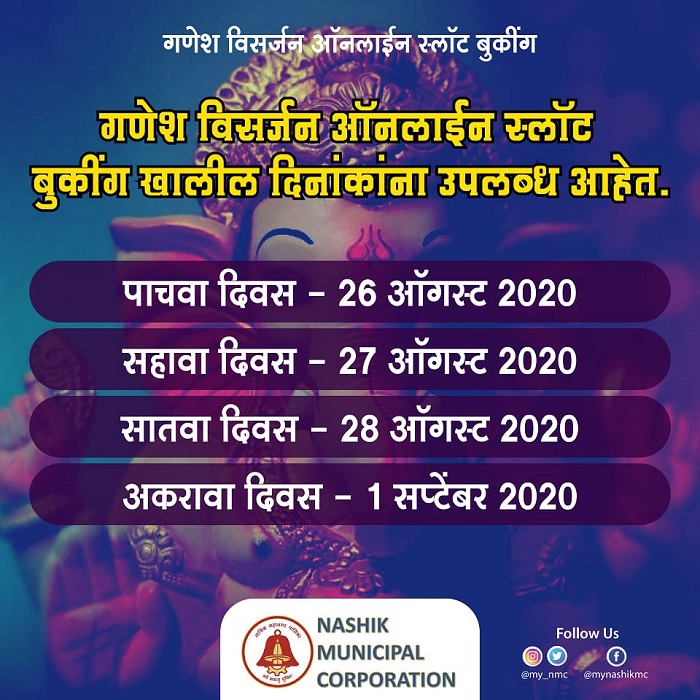 गणेश विसर्जन ऑनलाईन स्लॉट बुकींग
गणेश विसर्जन ऑनलाईन स्लॉट
बुकींग खालील दिनांकांना उपलब्ध आहेत.
पाचवा दिवस - 26 ऑगस्ट 2020
सहावा दिवस - 27 ऑगस्ट 2020
सातवा दिवस - 28 ऑगस्ट 2020
अकरावा दिवस - 1 सप्टेंबर 2020
नाशिक महानगर पालिका
NASHIK
MUNICIPAL
CORPORATION
Follow Us
@my_nmc @mynashikmc